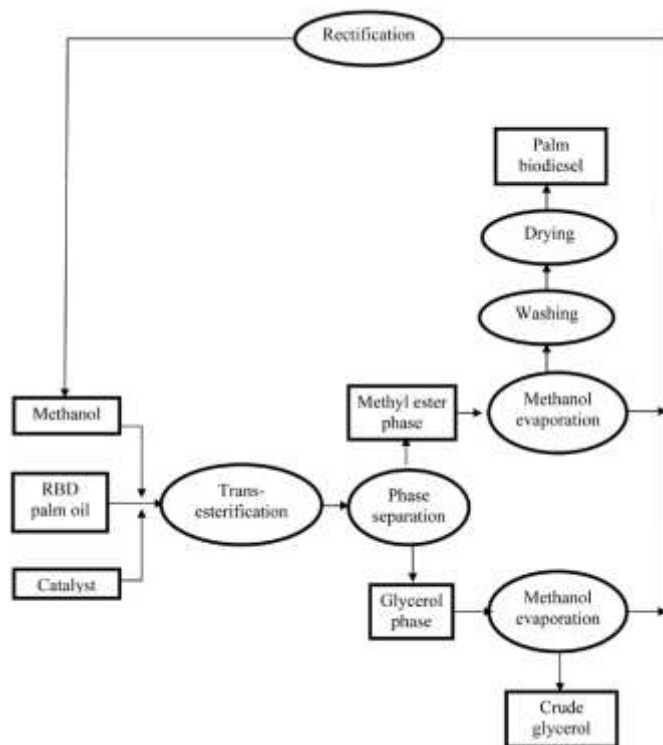 Rectification
Palm
biodiesel
Drying
Washing
Methanol
evaporation
Methyl ester
phase
Methanol
RBD
palm oil
Catalyst
Trans-
esterification
Phase
separation
Glycerol
phase
Methanol
evaporation
Crude
glycerol